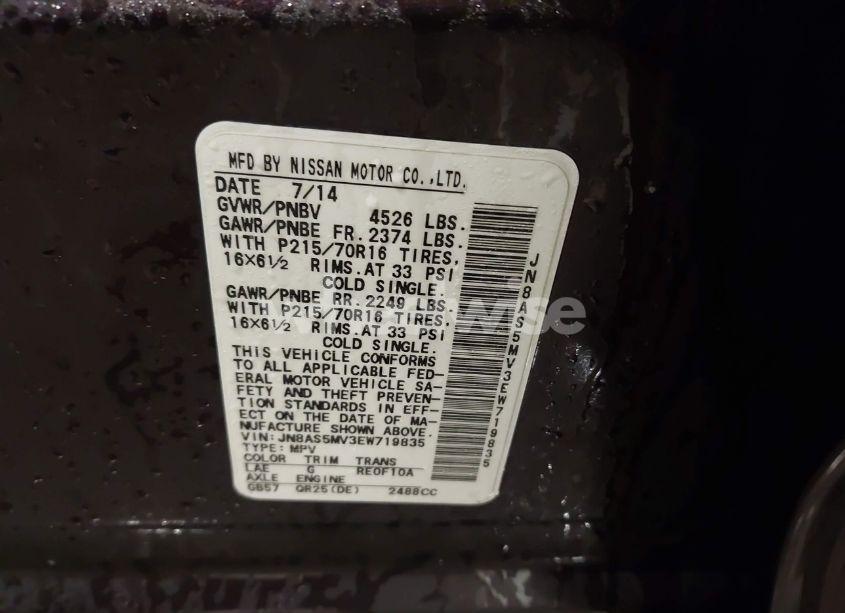 MFD BY NISSAN MOTOR CO.,LTD.
DATE 7/14
GVWR/PNBV 4526 LBS.
GAWR/PNBE FR. 2374 LBS.
WITH P215/70R16 TIRES,
16X6½ RIMS.AT 33 PSI
COLD SINGLE.
GAWR/PNBE RR. 2249 LBS.
WITH P215/70R16 TIRES,
16X6½ RIMS.AT 33 PSI
COLD SINGLE.
THIS VEHICLE CONFORMS
TO ALL APPLICABLE FED-
ERAL MOTOR VEHICLE SA-
FETY AND THEFT PREVEN-
TION STANDARDS IN EFF-
ECT ON THE DATE OF MA-
NUFACTURE SHOWN ABOVE.
VIN: JN8AS5MV3EW719835
TYPE: MPV
COLOR TRIM TRANS
LAE G RE0F10A
AXLE ENGINE
GB57 QR25(DE) 2488CC
JN8AS5MV3EW719835